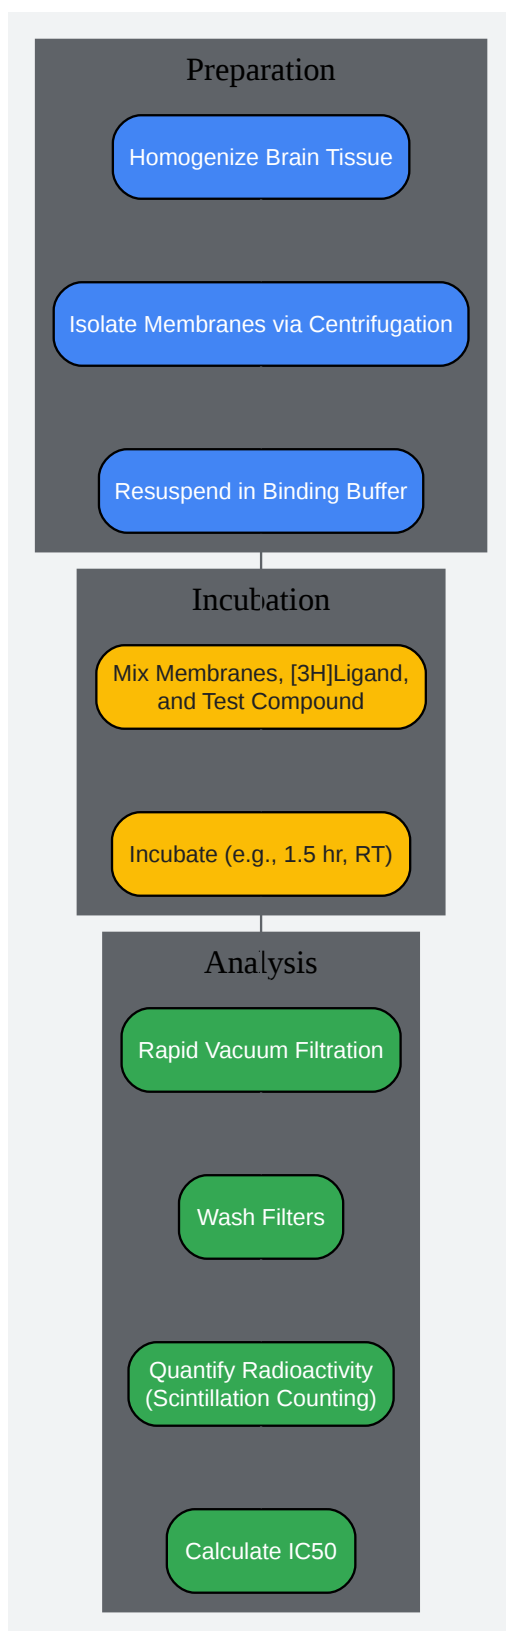 Preparation
Homogenize Brain Tissue
Isolate Membranes via Centrifugation
Resuspend in Binding Buffer
Incubation
Mix Membranes, [3H]Ligand,
and Test Compound
Incubate (e.g., 1.5 hr, RT)
Analysis
Rapid Vacuum Filtration
Wash Filters
Quantify Radioactivity
(Scintillation Counting)
Calculate IC50